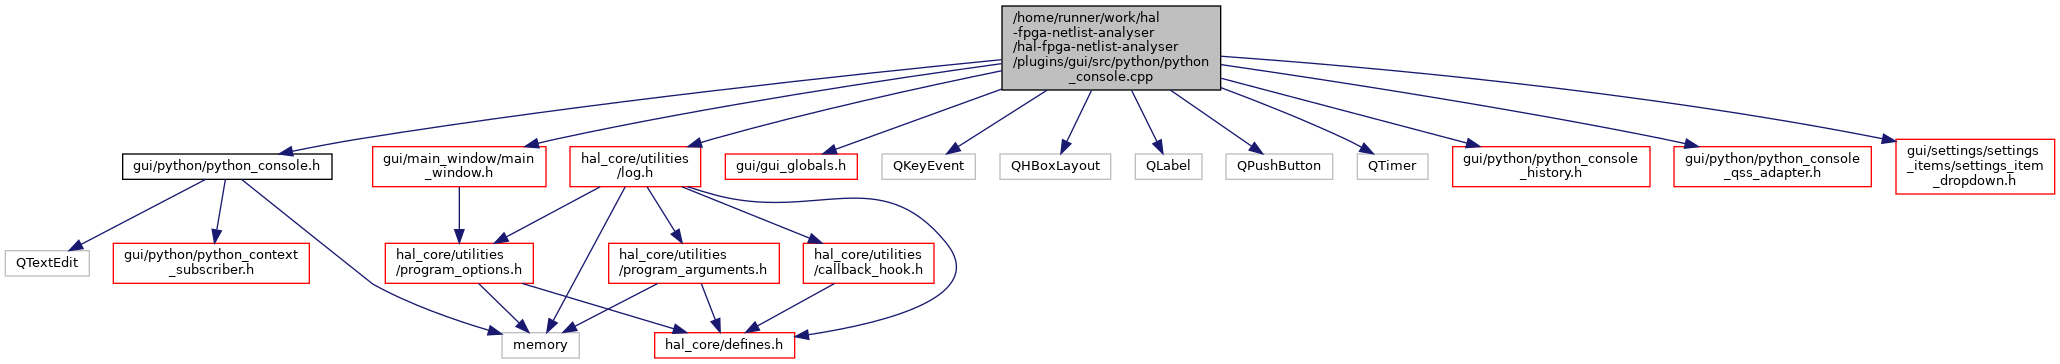 /home/runner/work/hal
-fpga-netlist-analyser
/hal-fpga-netlist-analyser
/plugins/gui/src/python/python
_console.cpp
gui/python/python_console.h
gui/main_window/main
_window.h
hal_core/utilities
/log.h
gui/gui_globals.h
QKeyEvent
QHBoxLayout
QLabel
QPushButton
QTimer
gui/python/python_console
_history.h
gui/python/python_console
_qss_adapter.h
gui/settings/settings
_items/settings_item
_dropdown.h
QTextEdit
gui/python/python_context
_subscriber.h
hal_core/utilities
/program_options.h
hal_core/utilities
/program_arguments.h
hal_core/utilities
/callback_hook.h
memory
hal_core/defines.h